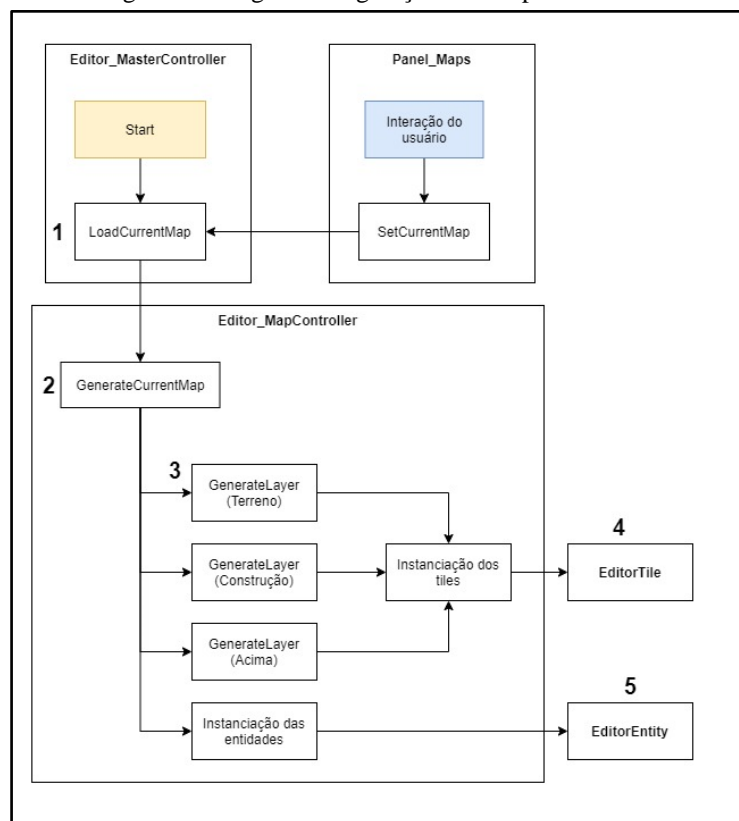 Editor_MasterController
Panel_Maps
Start
Interação do
usuário
1
LoadCurrentMap
SetCurrentMap
Editor_MapController
2
GenerateCurrentMap
3
GenerateLayer
(Terreno)
GenerateLayer
(Construção)
Instanciação dos
tiles
4
EditorTile
GenerateLayer
(Acima)
Instanciação das
entidades
5
EditorEntity